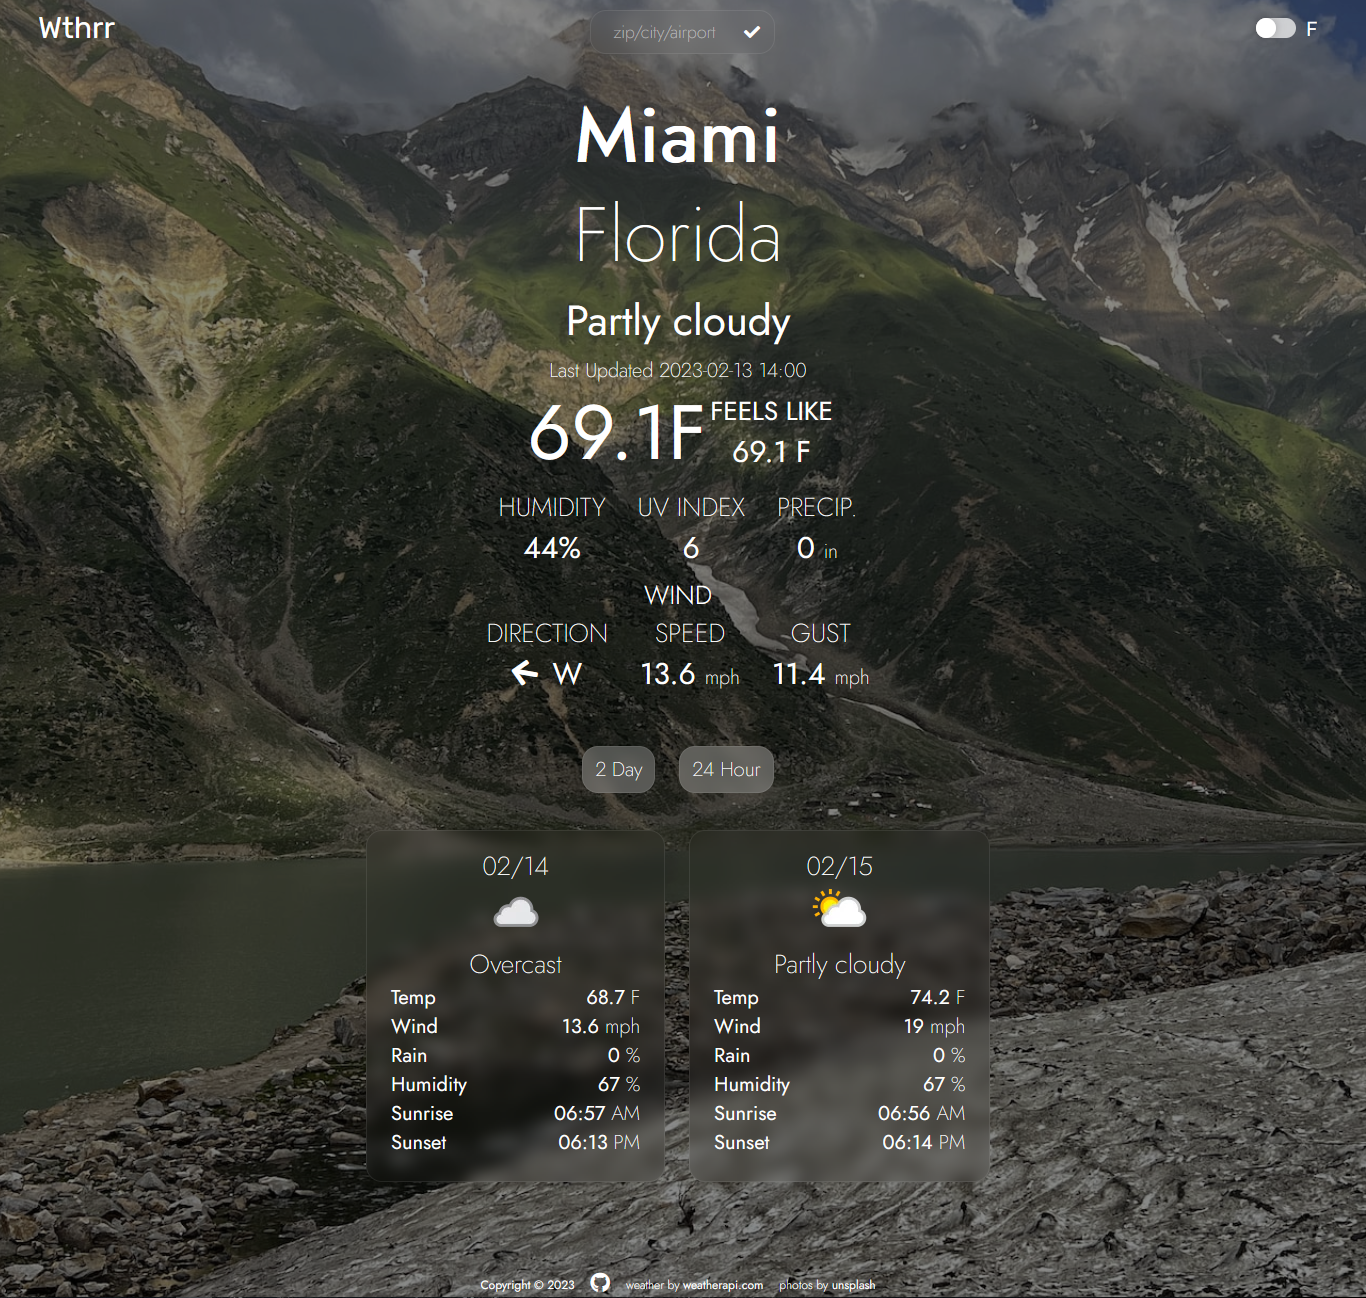 Wthrr
zip/city/airport
F
Miami
Florida
Partly cloudy
Last Updated 2023-02-13 14:00
69.1F
FEELS LIKE
69.1 F
HUMIDITY UV INDEX PRECIP.
44% 6 0 in
WIND
DIRECTION SPEED GUST
W 13.6 mph 11.4 mph
2 Day 24 Hour
02/14
Overcast
Temp 68.7 F
Wind 13.6 mph
Rain 0 %
Humidity 67 %
Sunrise 06:57 AM
Sunset 06:13 PM
02/15
Partly cloudy
Temp 74.2 F
Wind 19 mph
Rain 0 %
Humidity 67 %
Sunrise 06:56 AM
Sunset 06:14 PM
Copyright © 2023 weather by weatherapi.com photos by unsplash